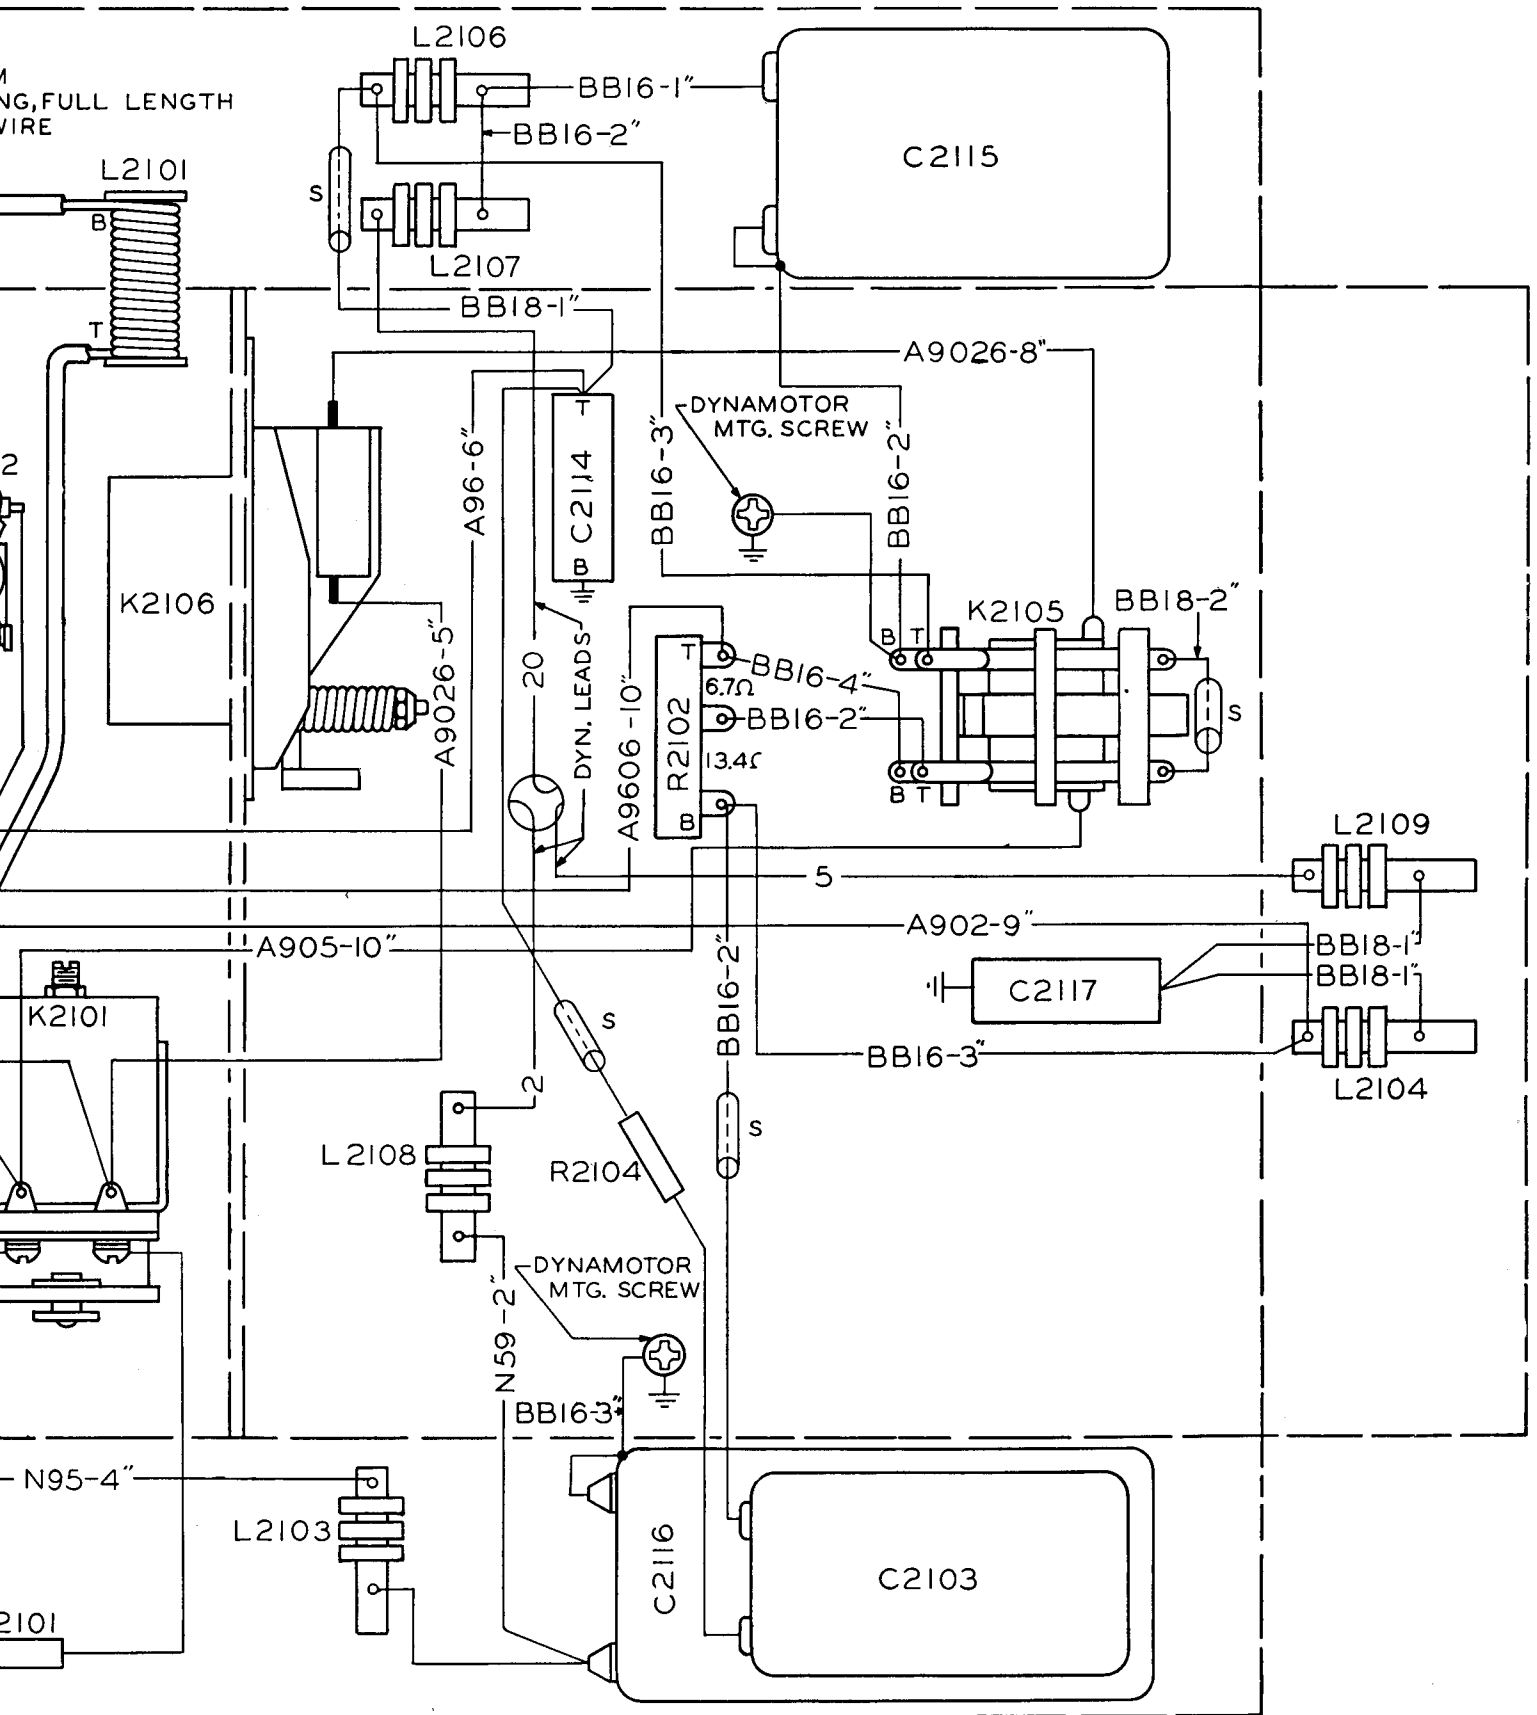 L2106
M
NG, FULL LENGTH
WIRE
BB16-1"
BB16-2"
C2115
L2101
B
S
L2107
T
BB18-1"
A9026-8"
DYNAMOTOR
MTG. SCREW
T
C2114
B
A96-6"
BB16-3"
BB16-2"
2
K2106
A9026-5"
20
DYN. LEADS
A9606-10"
T
R2102
B
6.7Ω
13.4Ω
BB16-4"
BB16-2"
B T
K2105
BB18-2"
S
B T
L2109
5
A902-9"
A905-10"
BB18-1"
BB18-1"
C2117
K2101
S
BB16-2"
BB16-3"
L2104
2
S
L2108
R2104
DYNAMOTOR
MTG. SCREW
N59-2"
BB16-3"
N95-4"
L2103
C2116
C2103
2101